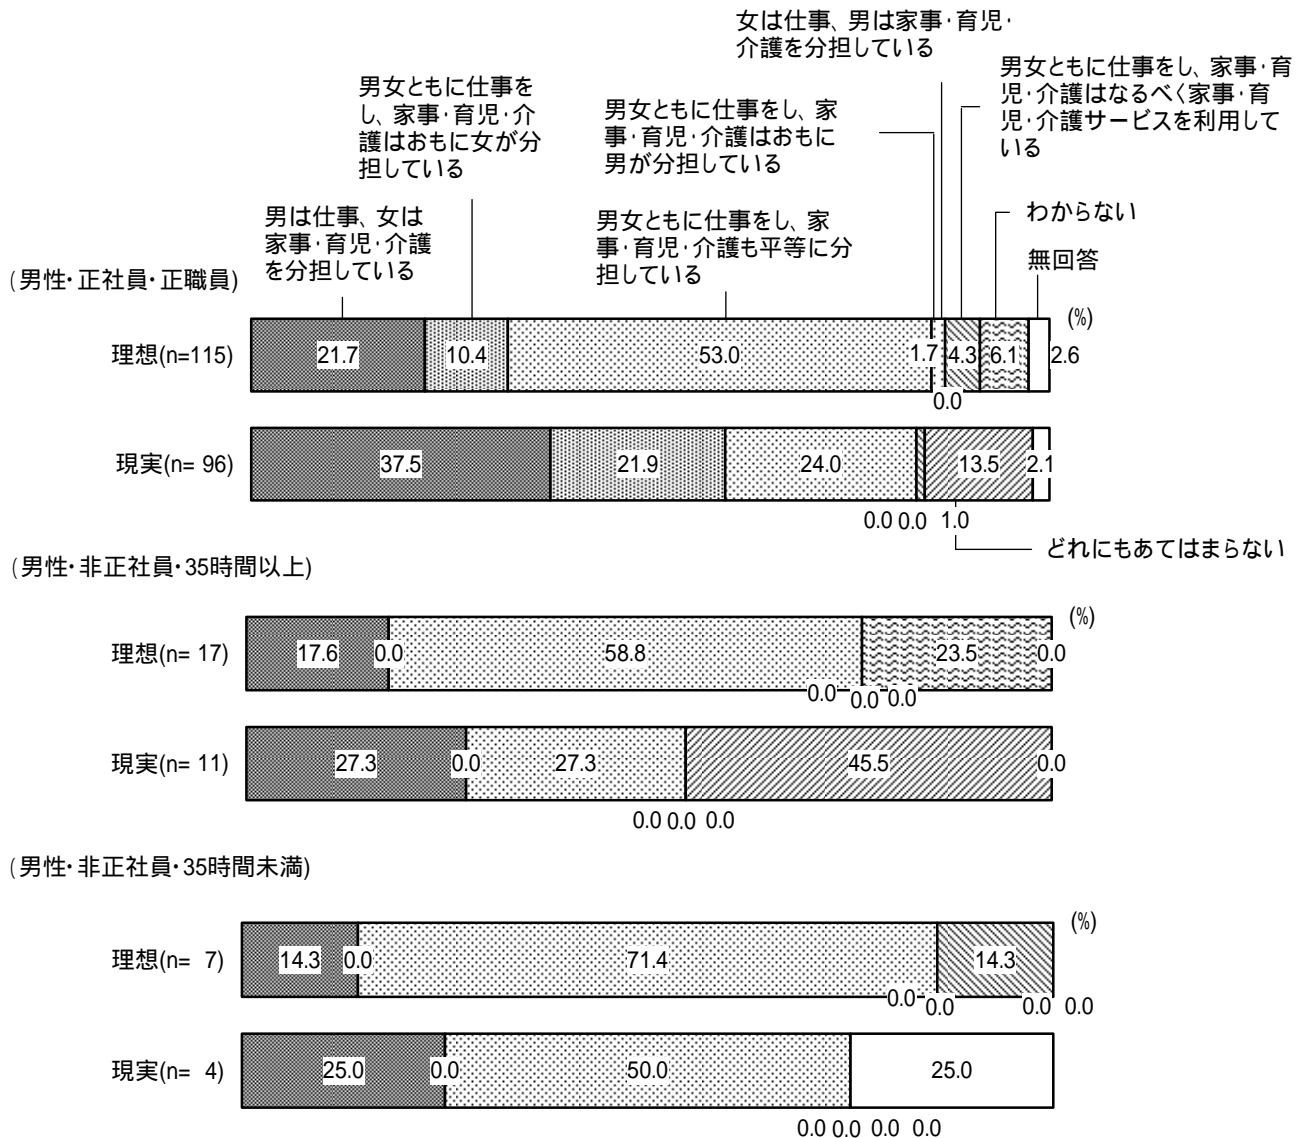 女は仕事、男は家事･育児･
介護を分担している
男女ともに仕事をし、家事･育
児･介護はなるべく家事･育
児･介護サービスを利用して
いる
男女ともに仕事を
し、家事･育児･介
護はおもに女が分
担している
男女ともに仕事をし、家
事･育児･介護はおもに
男が分担している
男は仕事、女は
家事･育児･介護
を分担している
男女ともに仕事をし、家
事･育児･介護も平等に分
担している
わからない
無回答
(男性･正社員･正職員)
(%)
理想(n=115) 21.7 10.4 53.0 1.7 4.3 6.1 2.6
0.0
現実(n= 96) 37.5 21.9 24.0 13.5 2.1
0.0 0.0 1.0
どれにもあてはまらない
(男性･非正社員･35時間以上)
(%)
理想(n= 17) 17.6 0.0 58.8 23.5 0.0
0.0 0.0 0.0
現実(n= 11) 27.3 0.0 27.3 45.5 0.0
0.0 0.0 0.0
(男性･非正社員･35時間未満)
(%)
理想(n= 7) 14.3 0.0 71.4 14.3
0.0 0.0 0.0 0.0
現実(n= 4) 25.0 0.0 50.0 25.0
0.0 0.0 0.0 0.0